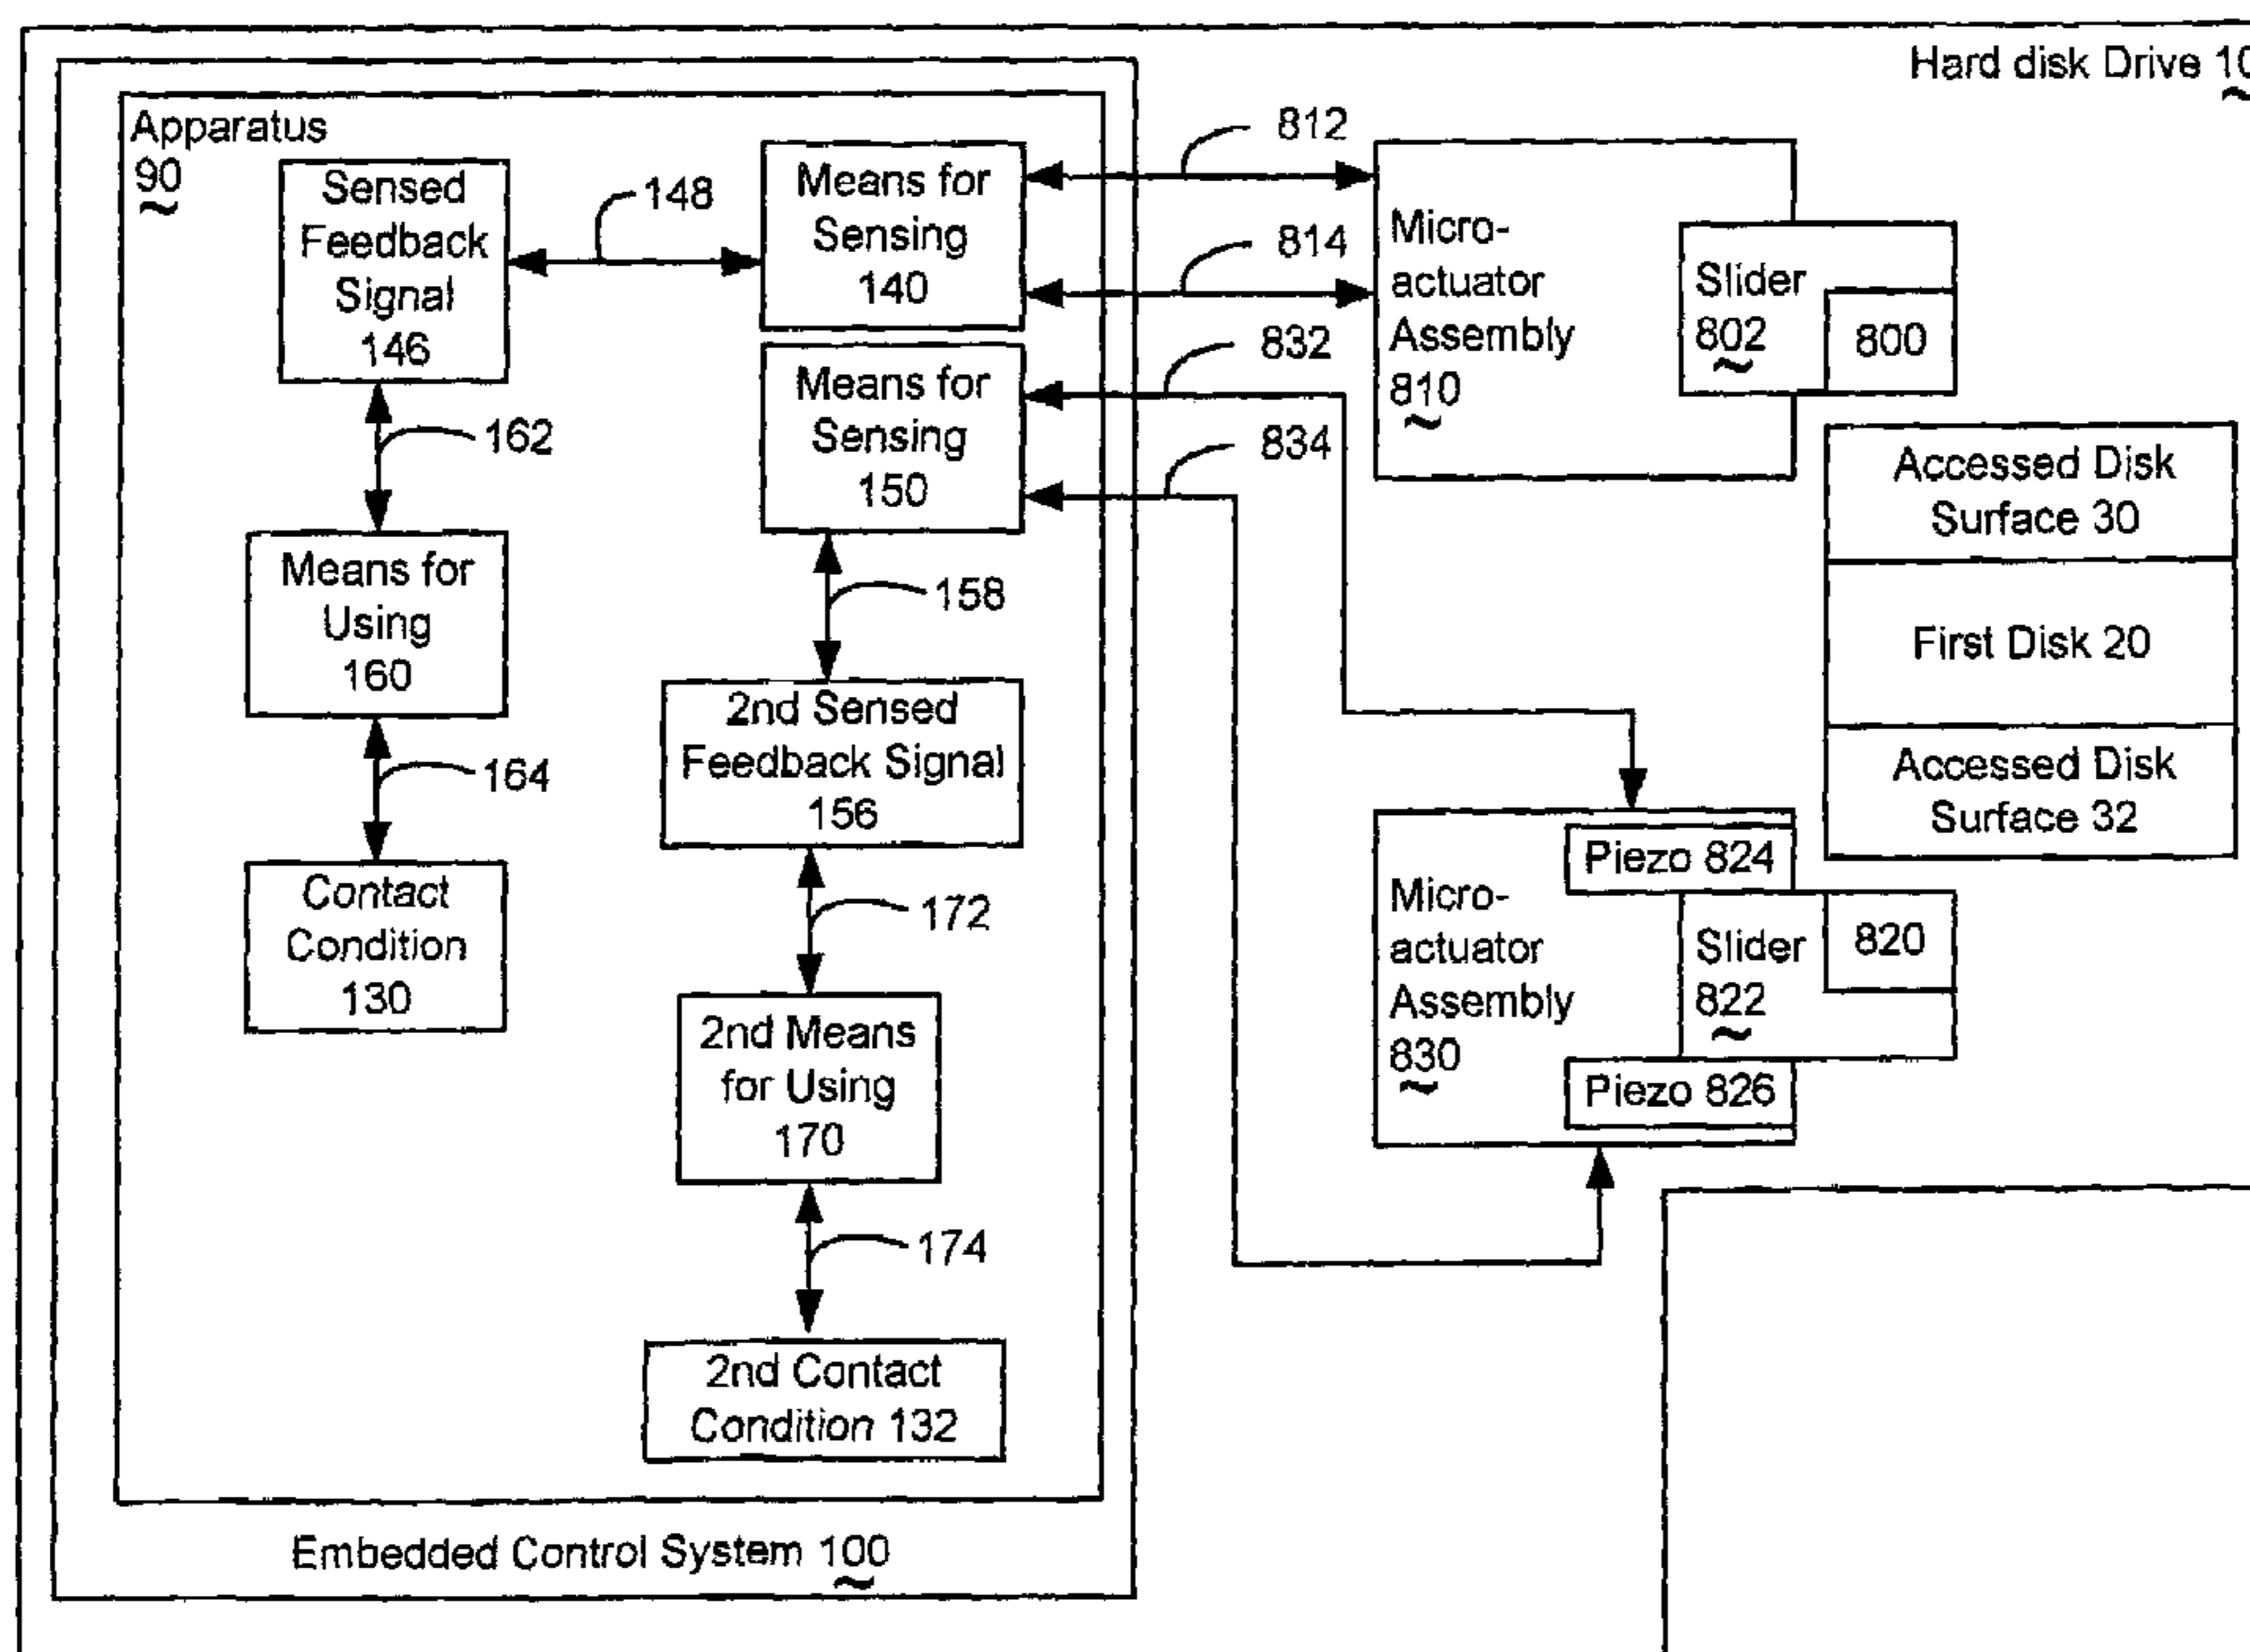 Hard disk Drive 10
Apparatus
90
Sensed
Feedback
Signal
146
148
Means for
Sensing
140
812
814
Micro-
actuator
Assembly
810
Slider
802
800
Means for
Sensing
150
832
834
162
Accessed Disk
Surface 30
First Disk 20
Accessed Disk
Surface 32
Means for
Using
160
158
164
2nd Sensed
Feedback Signal
156
Contact
Condition
130
172
Piezo 824
Micro-
actuator
Assembly
830
Slider
822
820
Piezo 826
2nd Means
for Using
170
174
2nd Contact
Condition 132
Embedded Control System 100